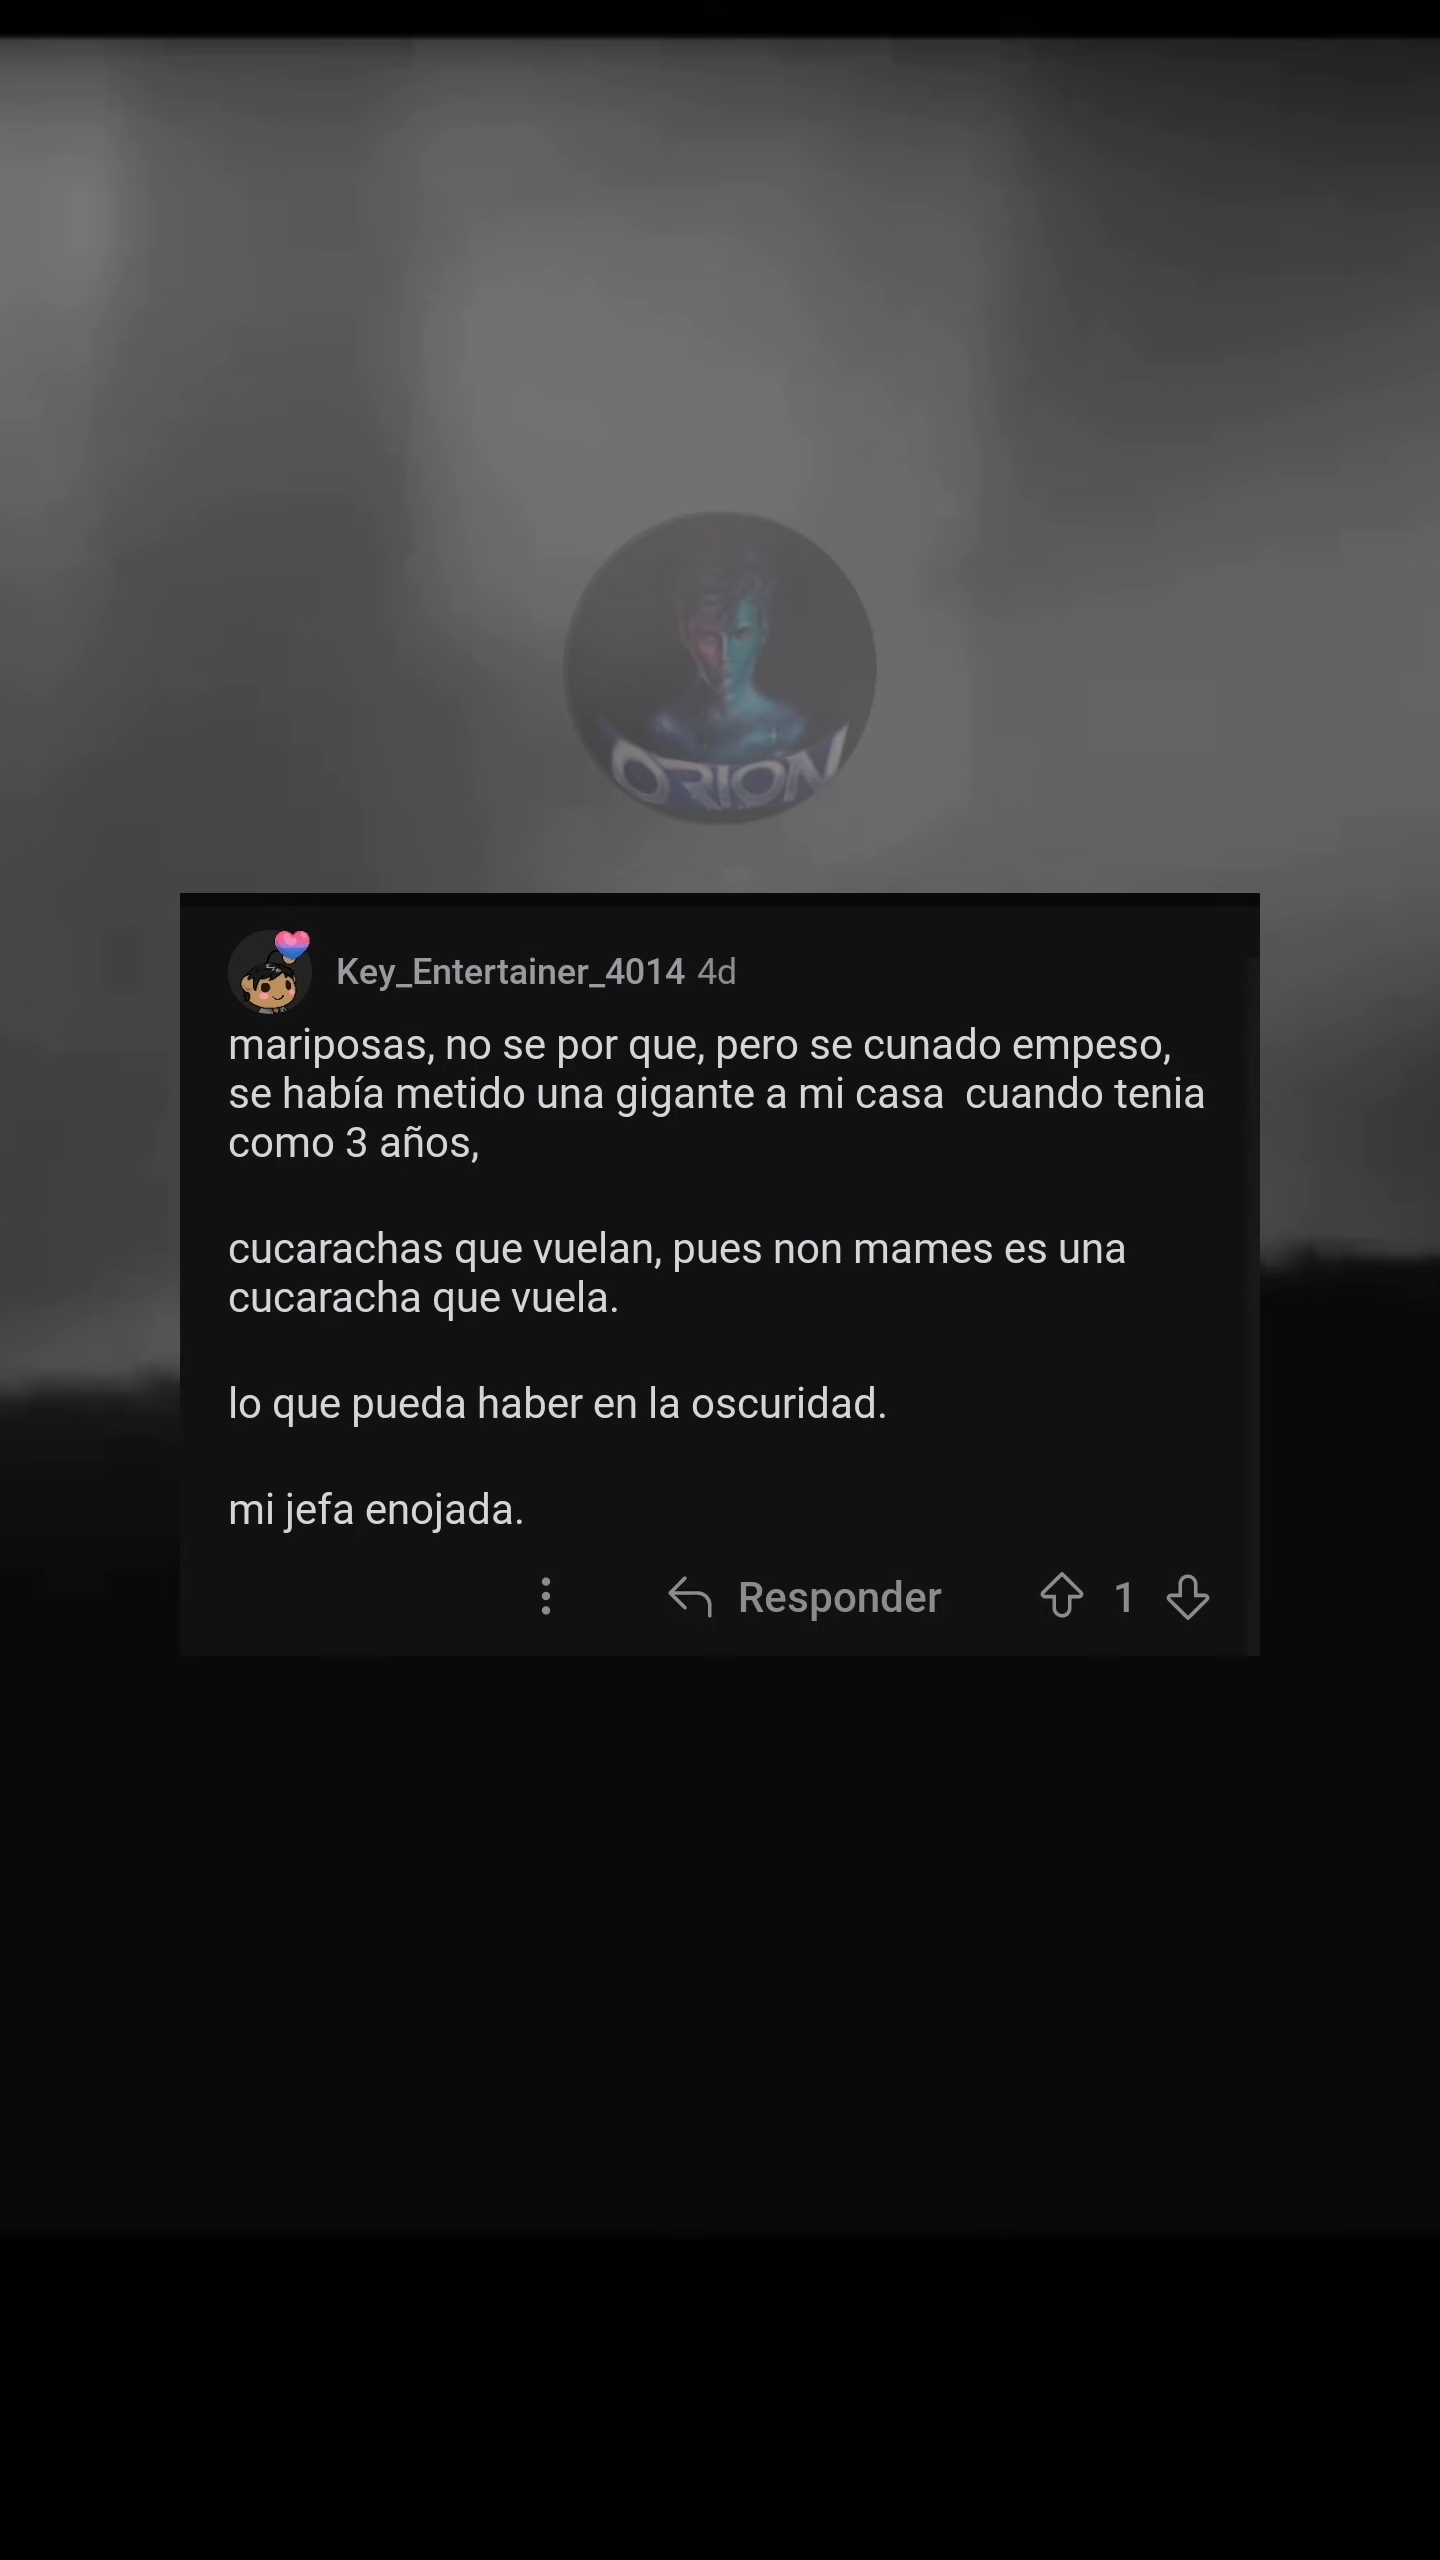 ORION
Key_Entertainer_4014 4d
mariposas, no se por que, pero se cunado empeso,
se había metido una gigante a mi casa  cuando tenia
como 3 años,
cucarachas que vuelan, pues non mames es una
cucaracha que vuela.
lo que pueda haber en la oscuridad.
mi jefa enojada.
Responder 1